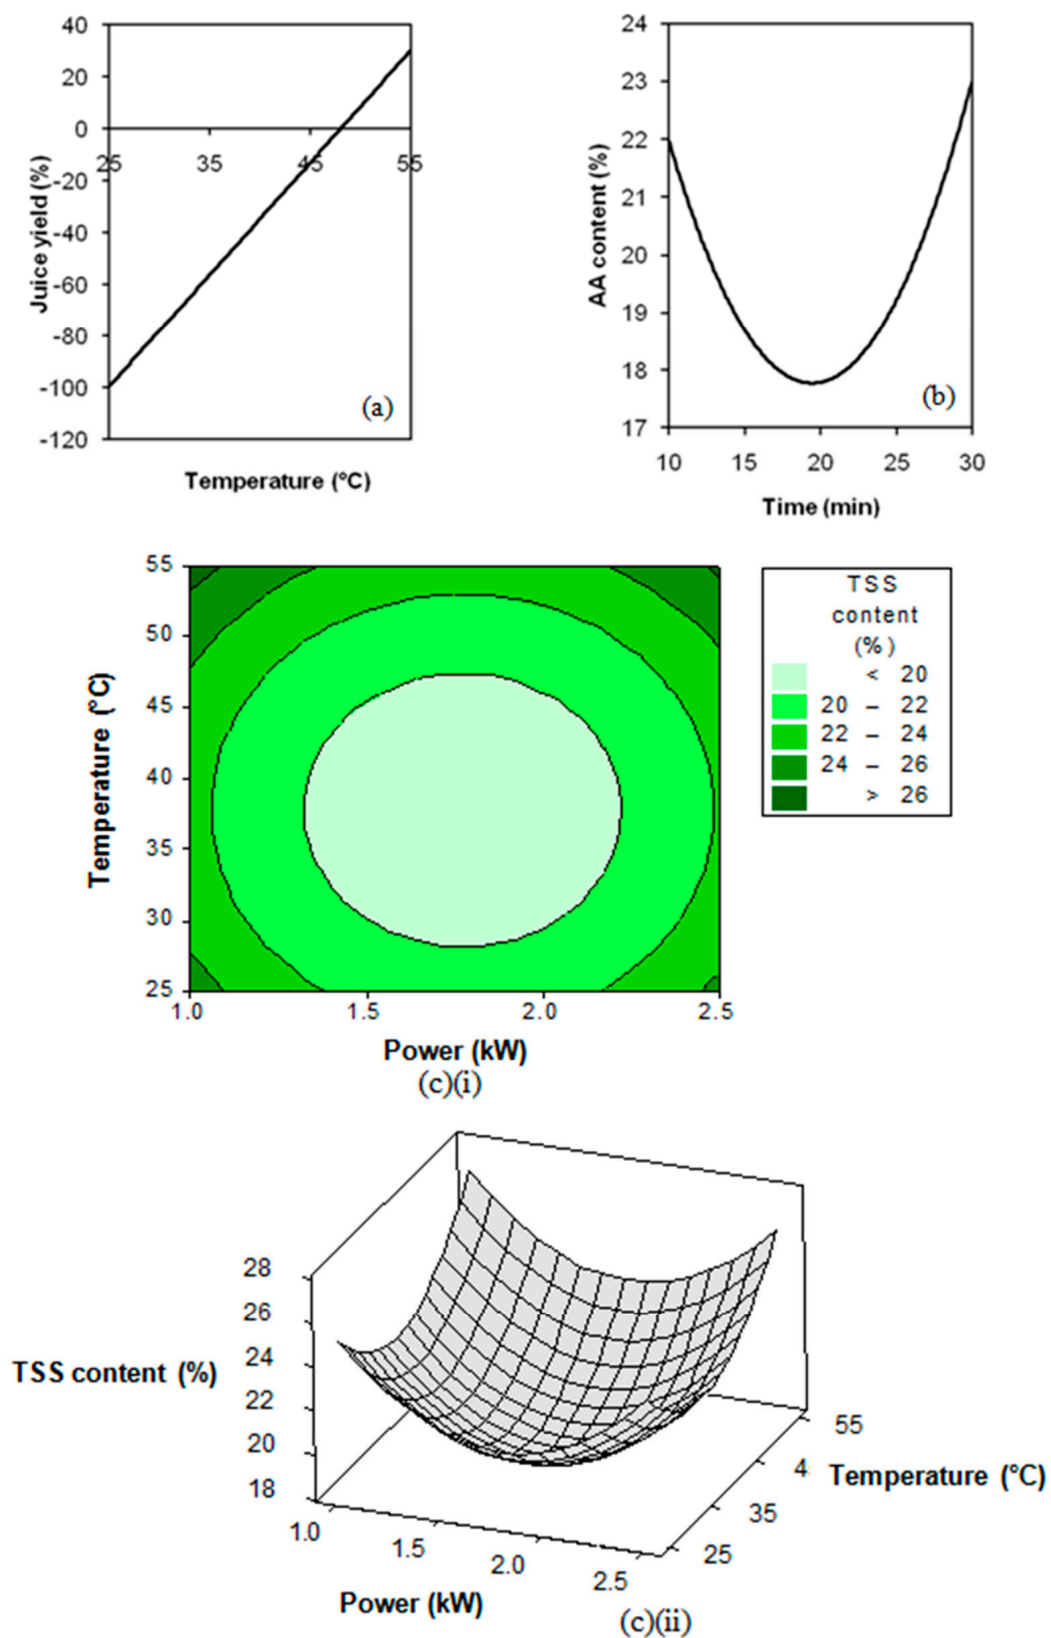 40
20
0
25 35 45 55
-20
-40
-60
-80
-100
-120
Juice yield (%)
(a)
Temperature (°C)
24
23
22
21
20
19
18
17
AA content (%)
(b)
10 15 20 25 30
Time (min)
55
50
45
40
35
30
25
Temperature (°C)
1.0 1.5 2.0 2.5
Power (kW)
(c)(i)
TSS
content
(%)
< 20
20 – 22
22 – 24
24 – 26
> 26
28
26
24
22
20
18
TSS content (%)
1.0
1.5
2.0
2.5
Power (kW)
55
4
35
25
Temperature (°C)
(c)(ii)